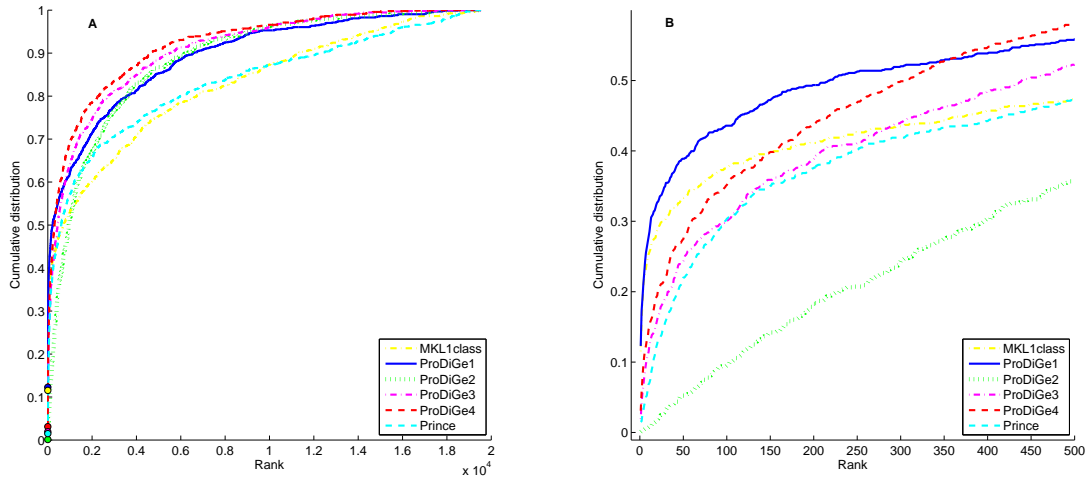 A
Cumulative distribution
1
0.9
0.8
0.7
0.6
0.5
0.4
0.3
0.2
0.1
0
0 0.2 0.4 0.6 0.8 1 1.2 1.4 1.6 1.8 2
Rank
x 10^4
MKL1class
ProDiGe1
ProDiGe2
ProDiGe3
ProDiGe4
Prince
B
Cumulative distribution
0.5
0.4
0.3
0.2
0.1
0
0 50 100 150 200 250 300 350 400 450 500
Rank
MKL1class
ProDiGe1
ProDiGe2
ProDiGe3
ProDiGe4
Prince